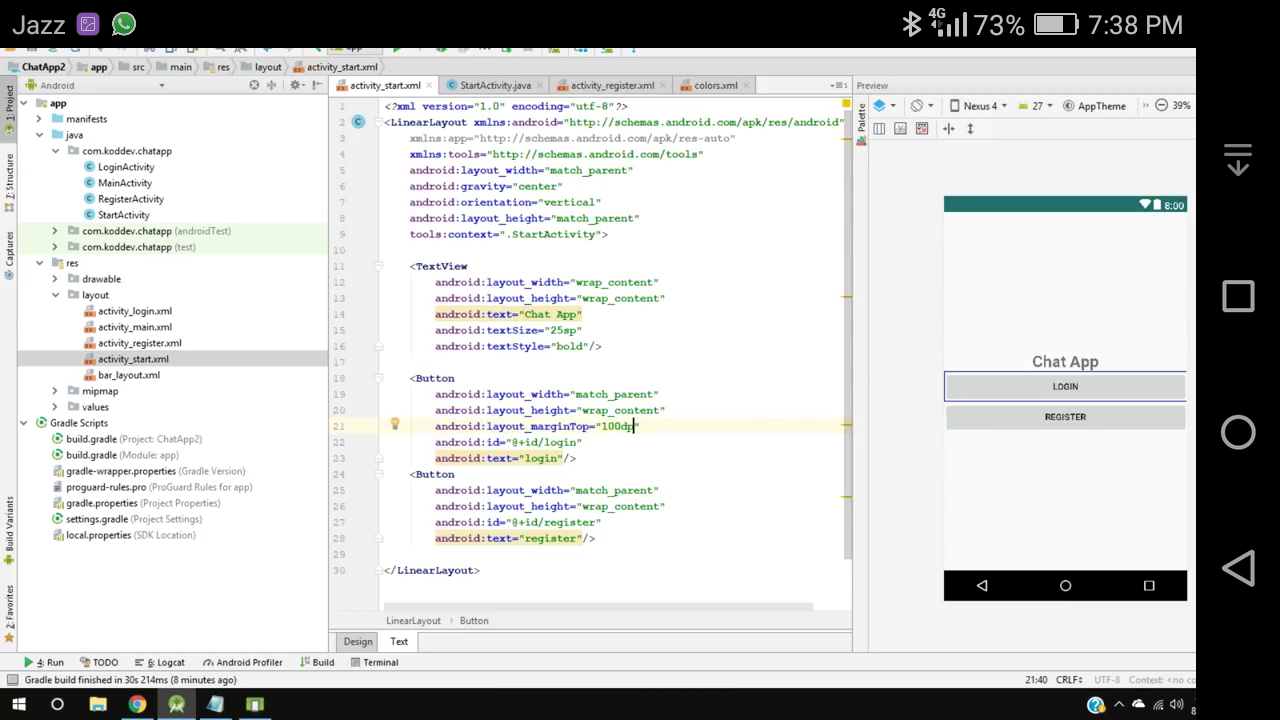 Jazz 4G 73% 7:38 PM
ChatApp2 app src main res layout activity_start.xml
Android
activity_start.xml StartActivity.java activity_register.xml colors.xml
Preview
1: Project
7: Structure
Captures
Build Variants
2: Favorites
app
manifests
java
com.koddev.chatapp
LoginActivity
MainActivity
RegisterActivity
StartActivity
com.koddev.chatapp (androidTest)
com.koddev.chatapp (test)
res
drawable
layout
activity_login.xml
activity_main.xml
activity_register.xml
activity_start.xml
bar_layout.xml
mipmap
values
Gradle Scripts
build.gradle (Project: ChatApp2)
build.gradle (Module: app)
gradle-wrapper.properties (Gradle Version)
proguard-rules.pro (ProGuard Rules for app)
gradle.properties (Project Properties)
settings.gradle (Project Settings)
local.properties (SDK Location)
1 <?xml version="1.0" encoding="utf-8"?>
2 <LinearLayout xmlns:android="http://schemas.android.com/apk/res/android"
3 xmlns:app="http://schemas.android.com/apk/res-auto"
4 xmlns:tools="http://schemas.android.com/tools"
5 android:layout_width="match_parent"
6 android:gravity="center"
7 android:orientation="vertical"
8 android:layout_height="match_parent"
9 tools:context=".StartActivity">
10
11 <TextView
12 android:layout_width="wrap_content"
13 android:layout_height="wrap_content"
14 android:text="Chat App"
15 android:textSize="25sp"
16 android:textStyle="bold"/>
17
18 <Button
19 android:layout_width="match_parent"
20 android:layout_height="wrap_content"
21 android:layout_marginTop="100dp"
22 android:id="@+id/login"
23 android:text="login"/>
24 <Button
25 android:layout_width="match_parent"
26 android:layout_height="wrap_content"
27 android:id="@+id/register"
28 android:text="register"/>
29
30 </LinearLayout>
LinearLayout › Button
Design Text
Palette
Nexus 4 27 AppTheme 39%
8:00
Chat App
LOGIN
REGISTER
4: Run TODO 6: Logcat Android Profiler Build Terminal
Gradle build finished in 30s 214ms (8 minutes ago)
21:40 CRLF UTF-8 Context: <no co